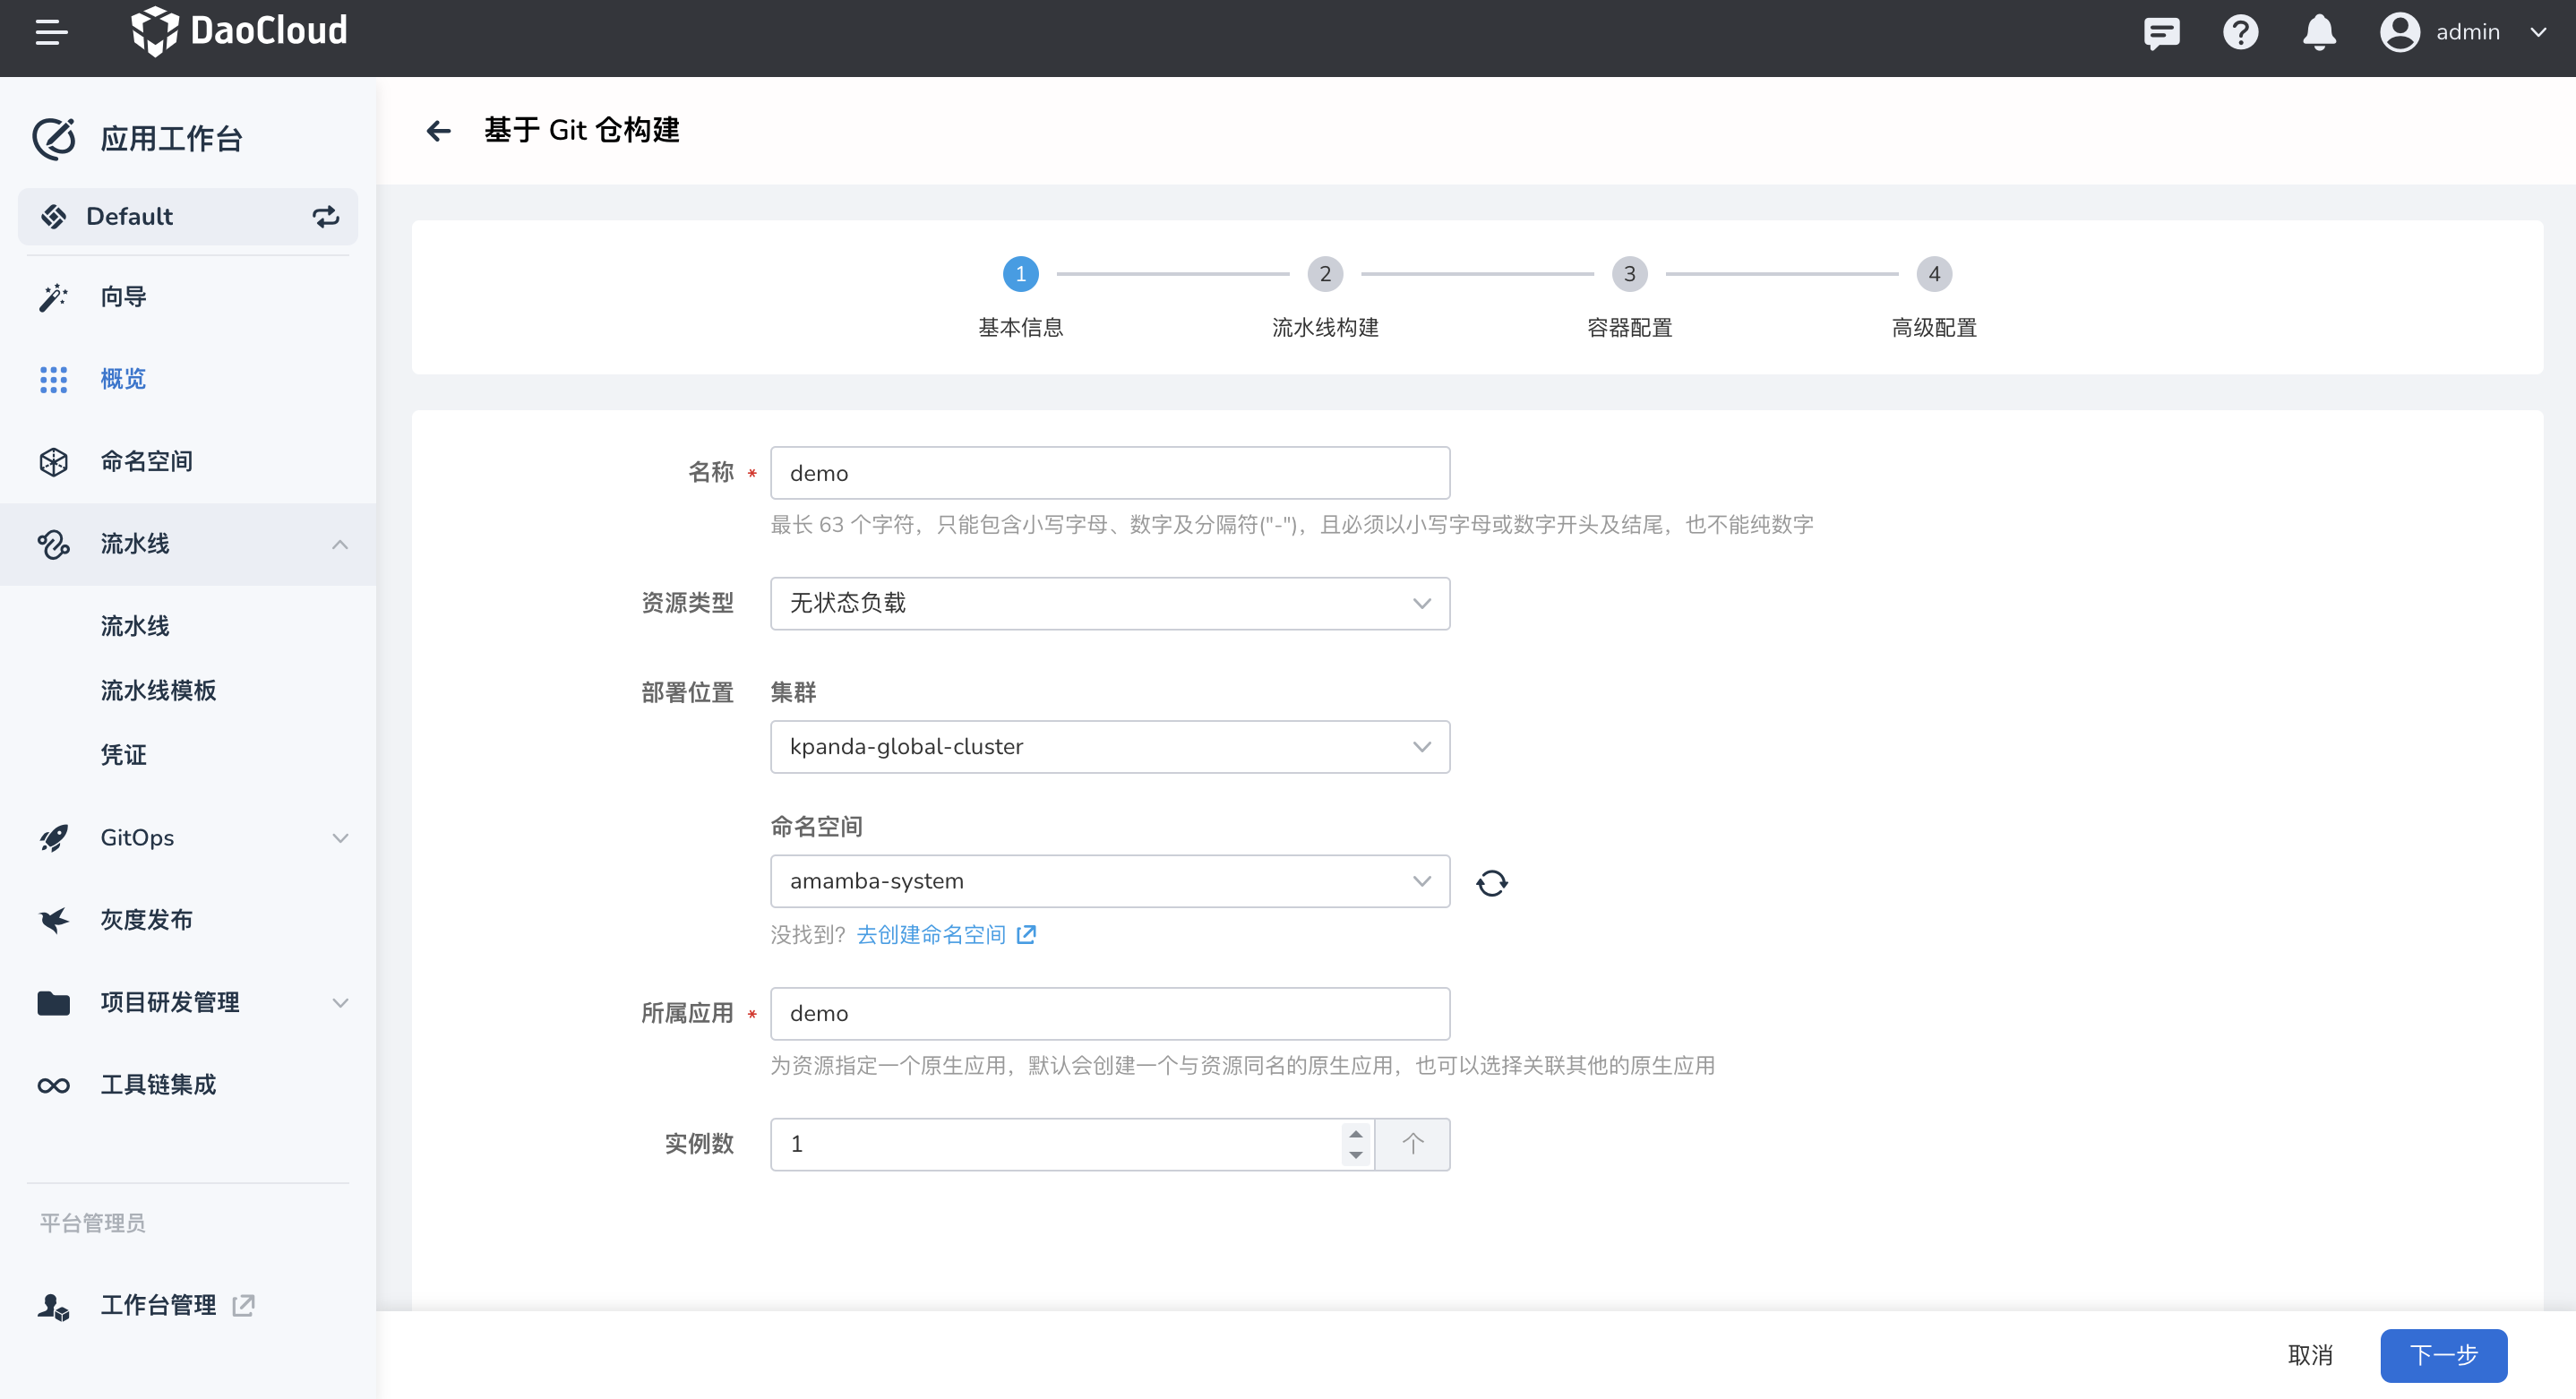 DaoCloud
admin
应用工作台
Default
向导
概览
命名空间
流水线
流水线
流水线模板
凭证
GitOps
灰度发布
项目研发管理
工具链集成
平台管理员
工作台管理
基于 Git 仓构建
1 2 3 4
基本信息 流水线构建 容器配置 高级配置
名称 * demo
最长 63 个字符，只能包含小写字母、数字及分隔符("-")，且必须以小写字母或数字开头及结尾，也不能纯数字
资源类型 无状态负载
部署位置 集群
kpanda-global-cluster
命名空间
amamba-system
没找到? 去创建命名空间
所属应用 * demo
为资源指定一个原生应用，默认会创建一个与资源同名的原生应用，也可以选择关联其他的原生应用
实例数 1 个
取消 下一步